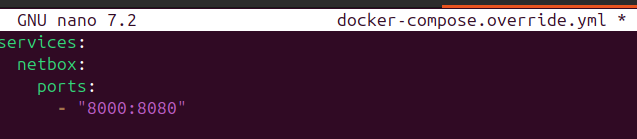 GNU nano 7.2 docker-compose.override.yml *
services:
  netbox:
    ports:
      - "8000:8080"